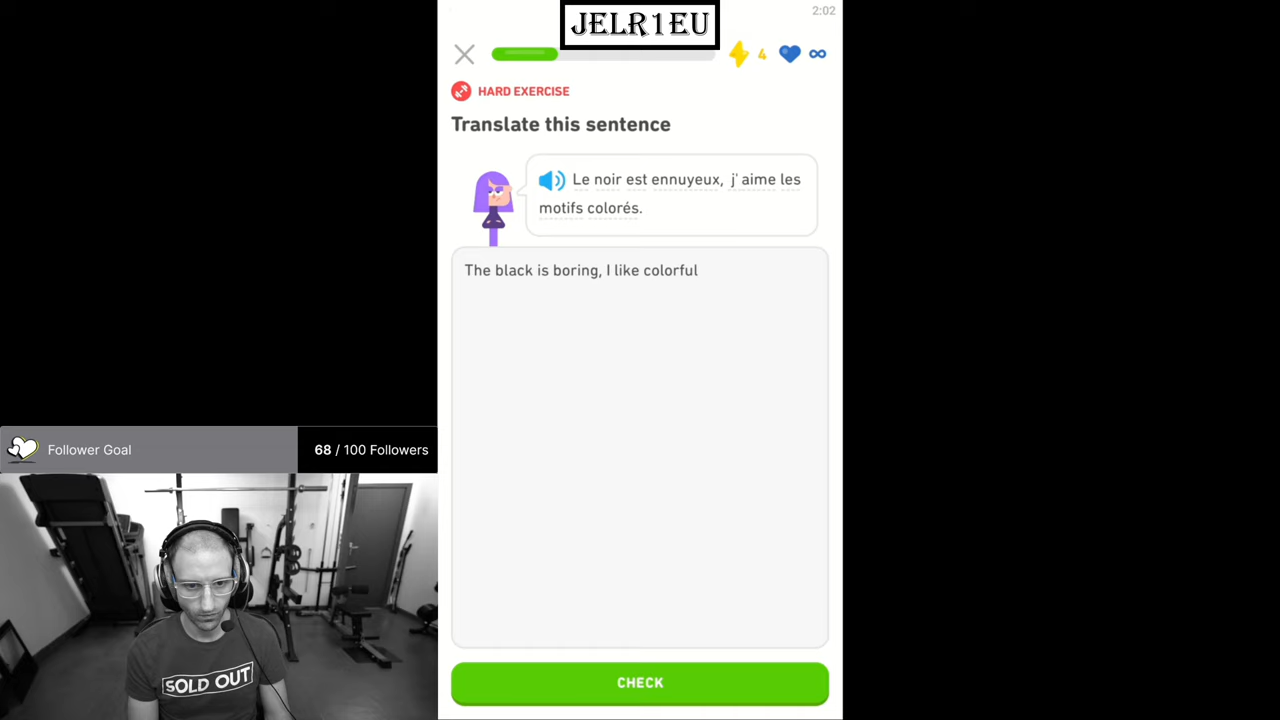 JELR1EU
2:02
4 ∞
HARD EXERCISE
Translate this sentence
Le noir est ennuyeux, j'aime les
motifs colorés.
The black is boring, I like colorful
Follower Goal
68 / 100 Followers
SOLD OUT
CHECK